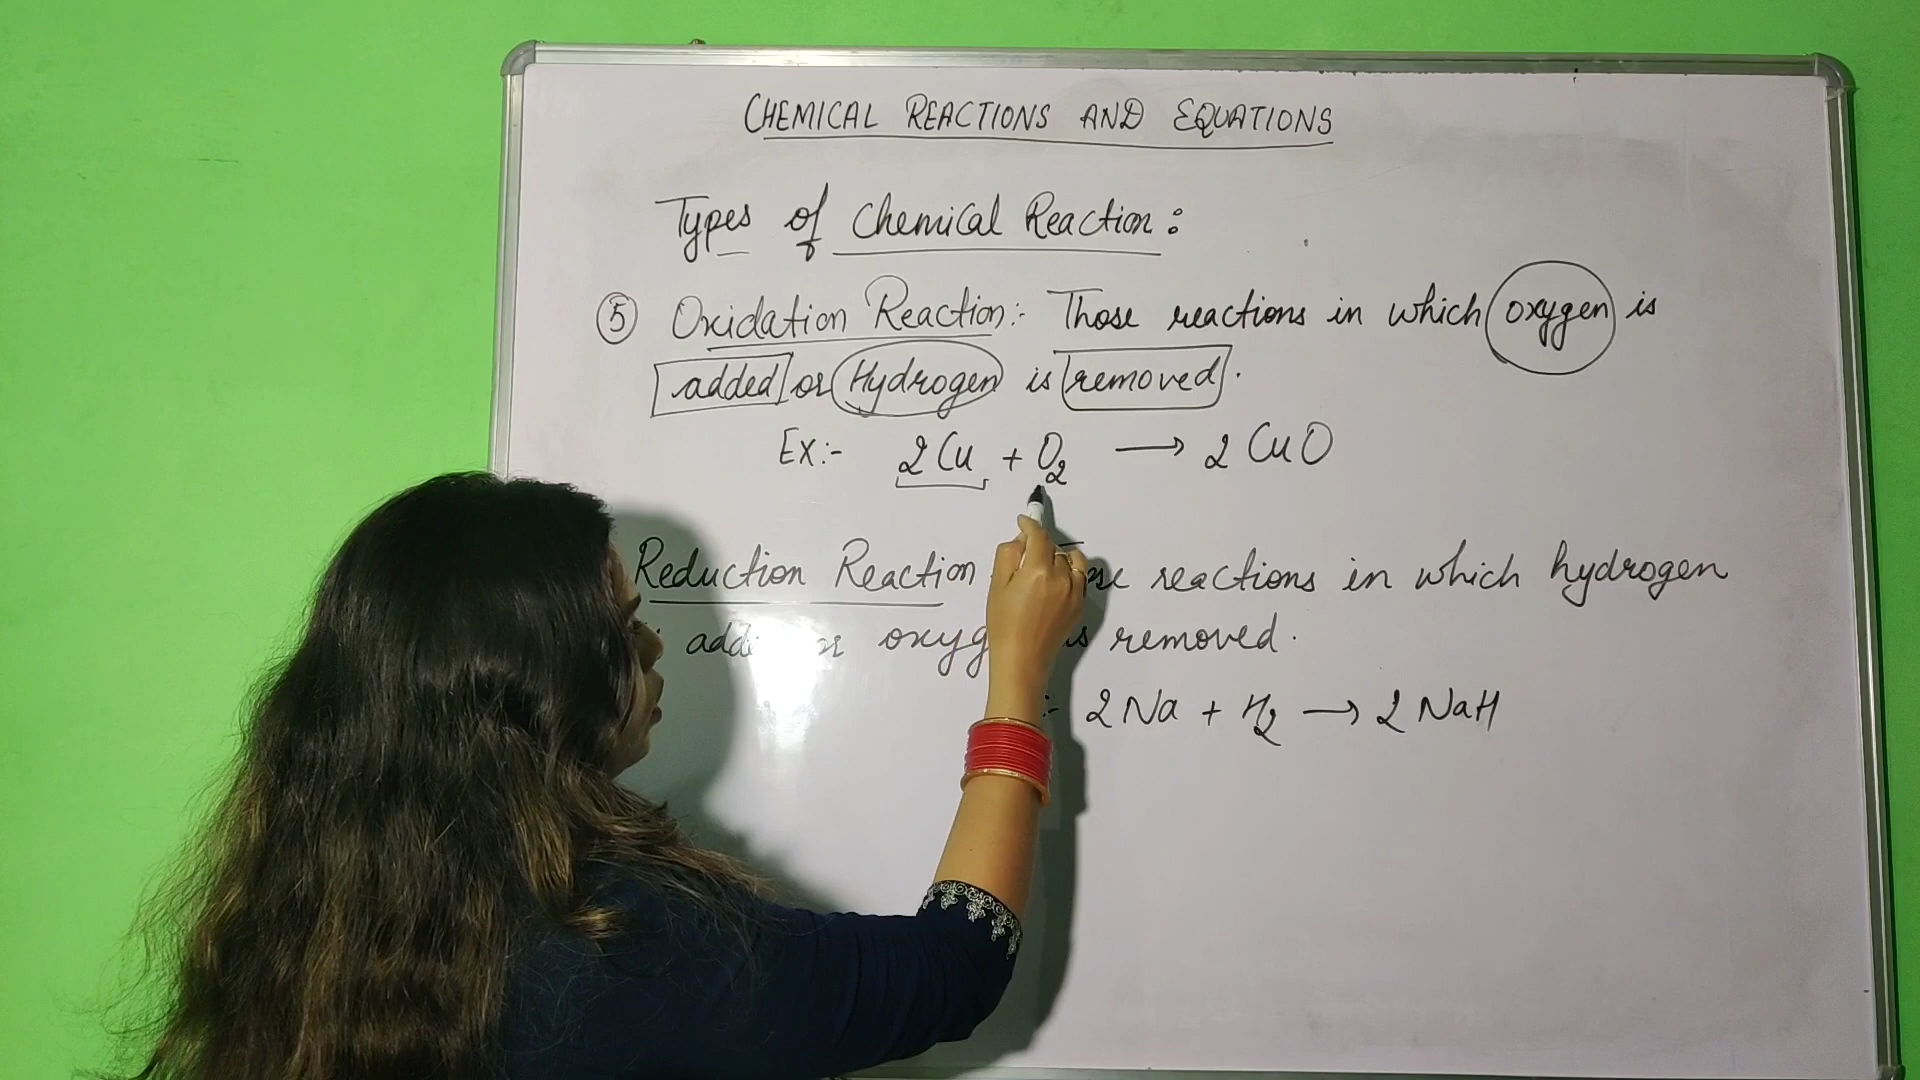 CHEMICAL REACTIONS AND EQUATIONS
Types of Chemical Reaction:
⑤ Oxidation Reaction:- Those reactions in which oxygen is
added or Hydrogen is removed.
Ex:- 2Cu + O₂ ⟶ 2CuO
Reduction Reaction reactions in which hydrogen
or removed.
2Na + H₂ ⟶ 2NaH